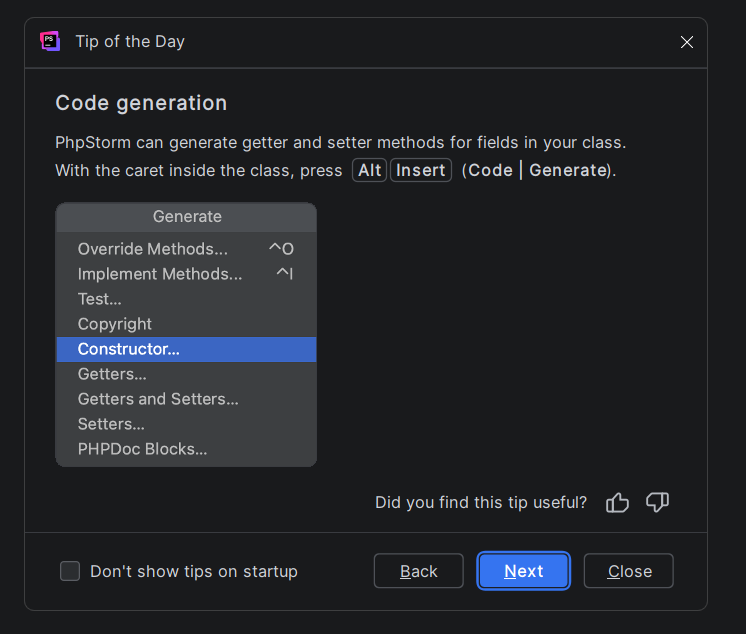 PS
Tip of the Day
Code generation
PhpStorm can generate getter and setter methods for fields in your class.
With the caret inside the class, press Alt Insert (Code | Generate).
Generate
Override Methods... ^O
Implement Methods... ^I
Test...
Copyright
Constructor...
Getters...
Getters and Setters...
Setters...
PHPDoc Blocks...
Did you find this tip useful?
Don't show tips on startup Back Next Close